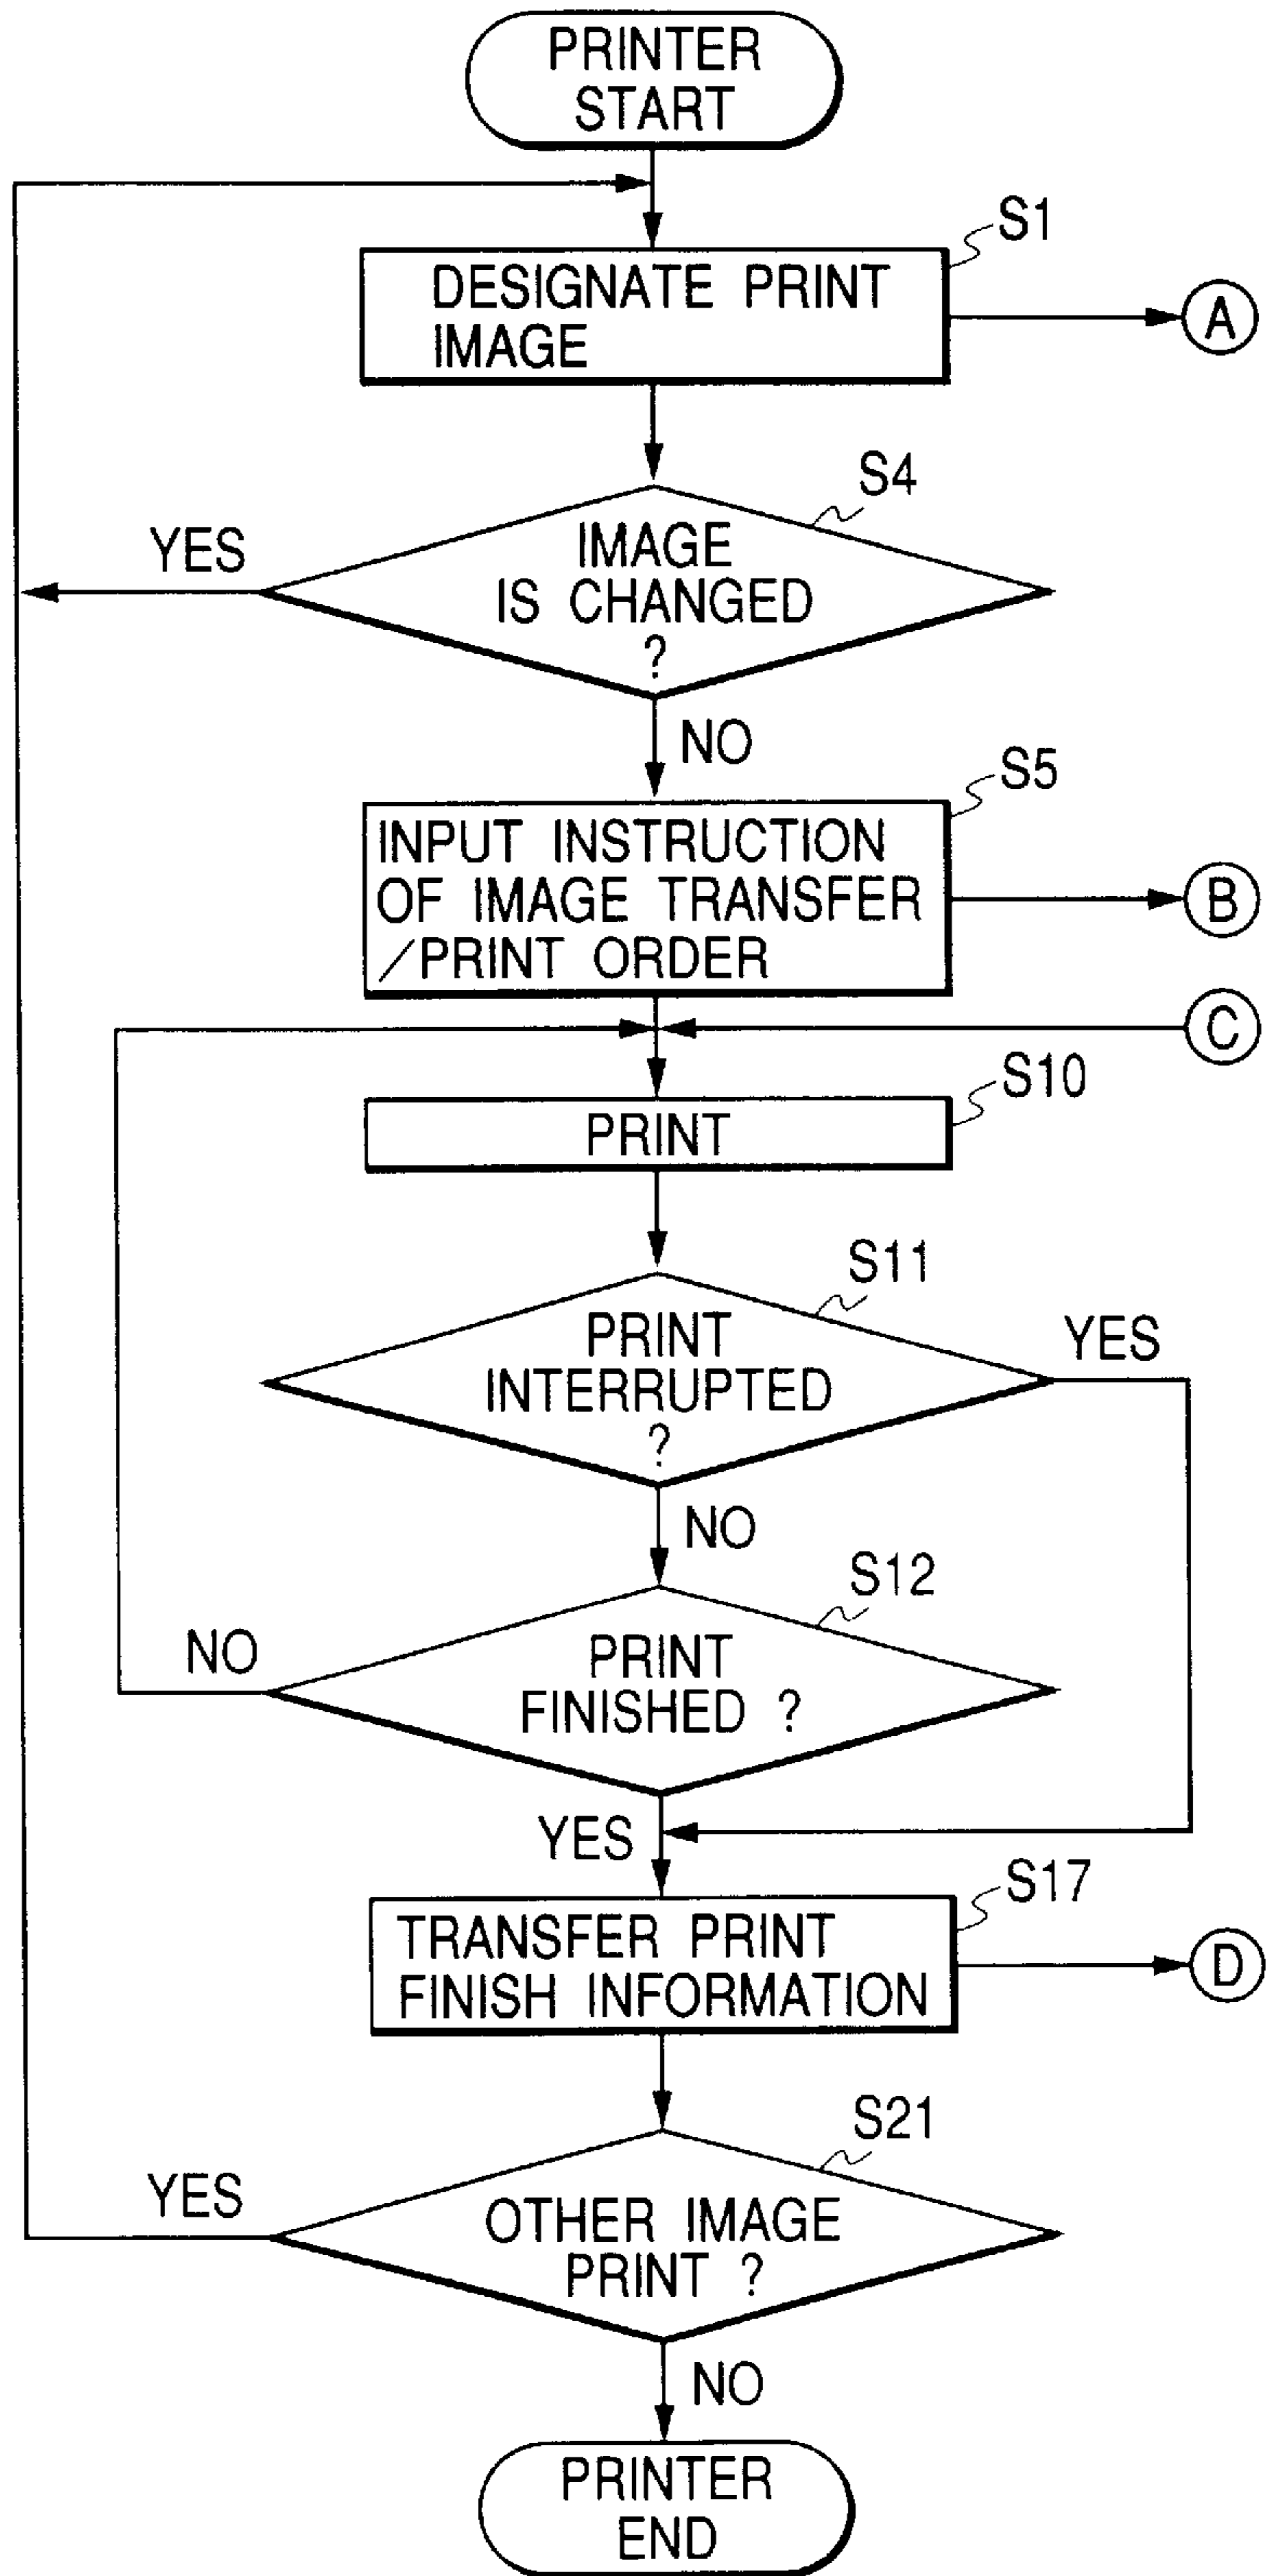 PRINTER
START
S1
DESIGNATE PRINT
IMAGE
A
S4
YES
IMAGE
IS CHANGED
?
NO
S5
INPUT INSTRUCTION
OF IMAGE TRANSFER
/PRINT ORDER
B
C
S10
PRINT
S11
PRINT
INTERRUPTED
?
YES
NO
S12
NO
PRINT
FINISHED ?
YES
S17
TRANSFER PRINT
FINISH INFORMATION
D
S21
YES
OTHER IMAGE
PRINT ?
NO
PRINTER
END